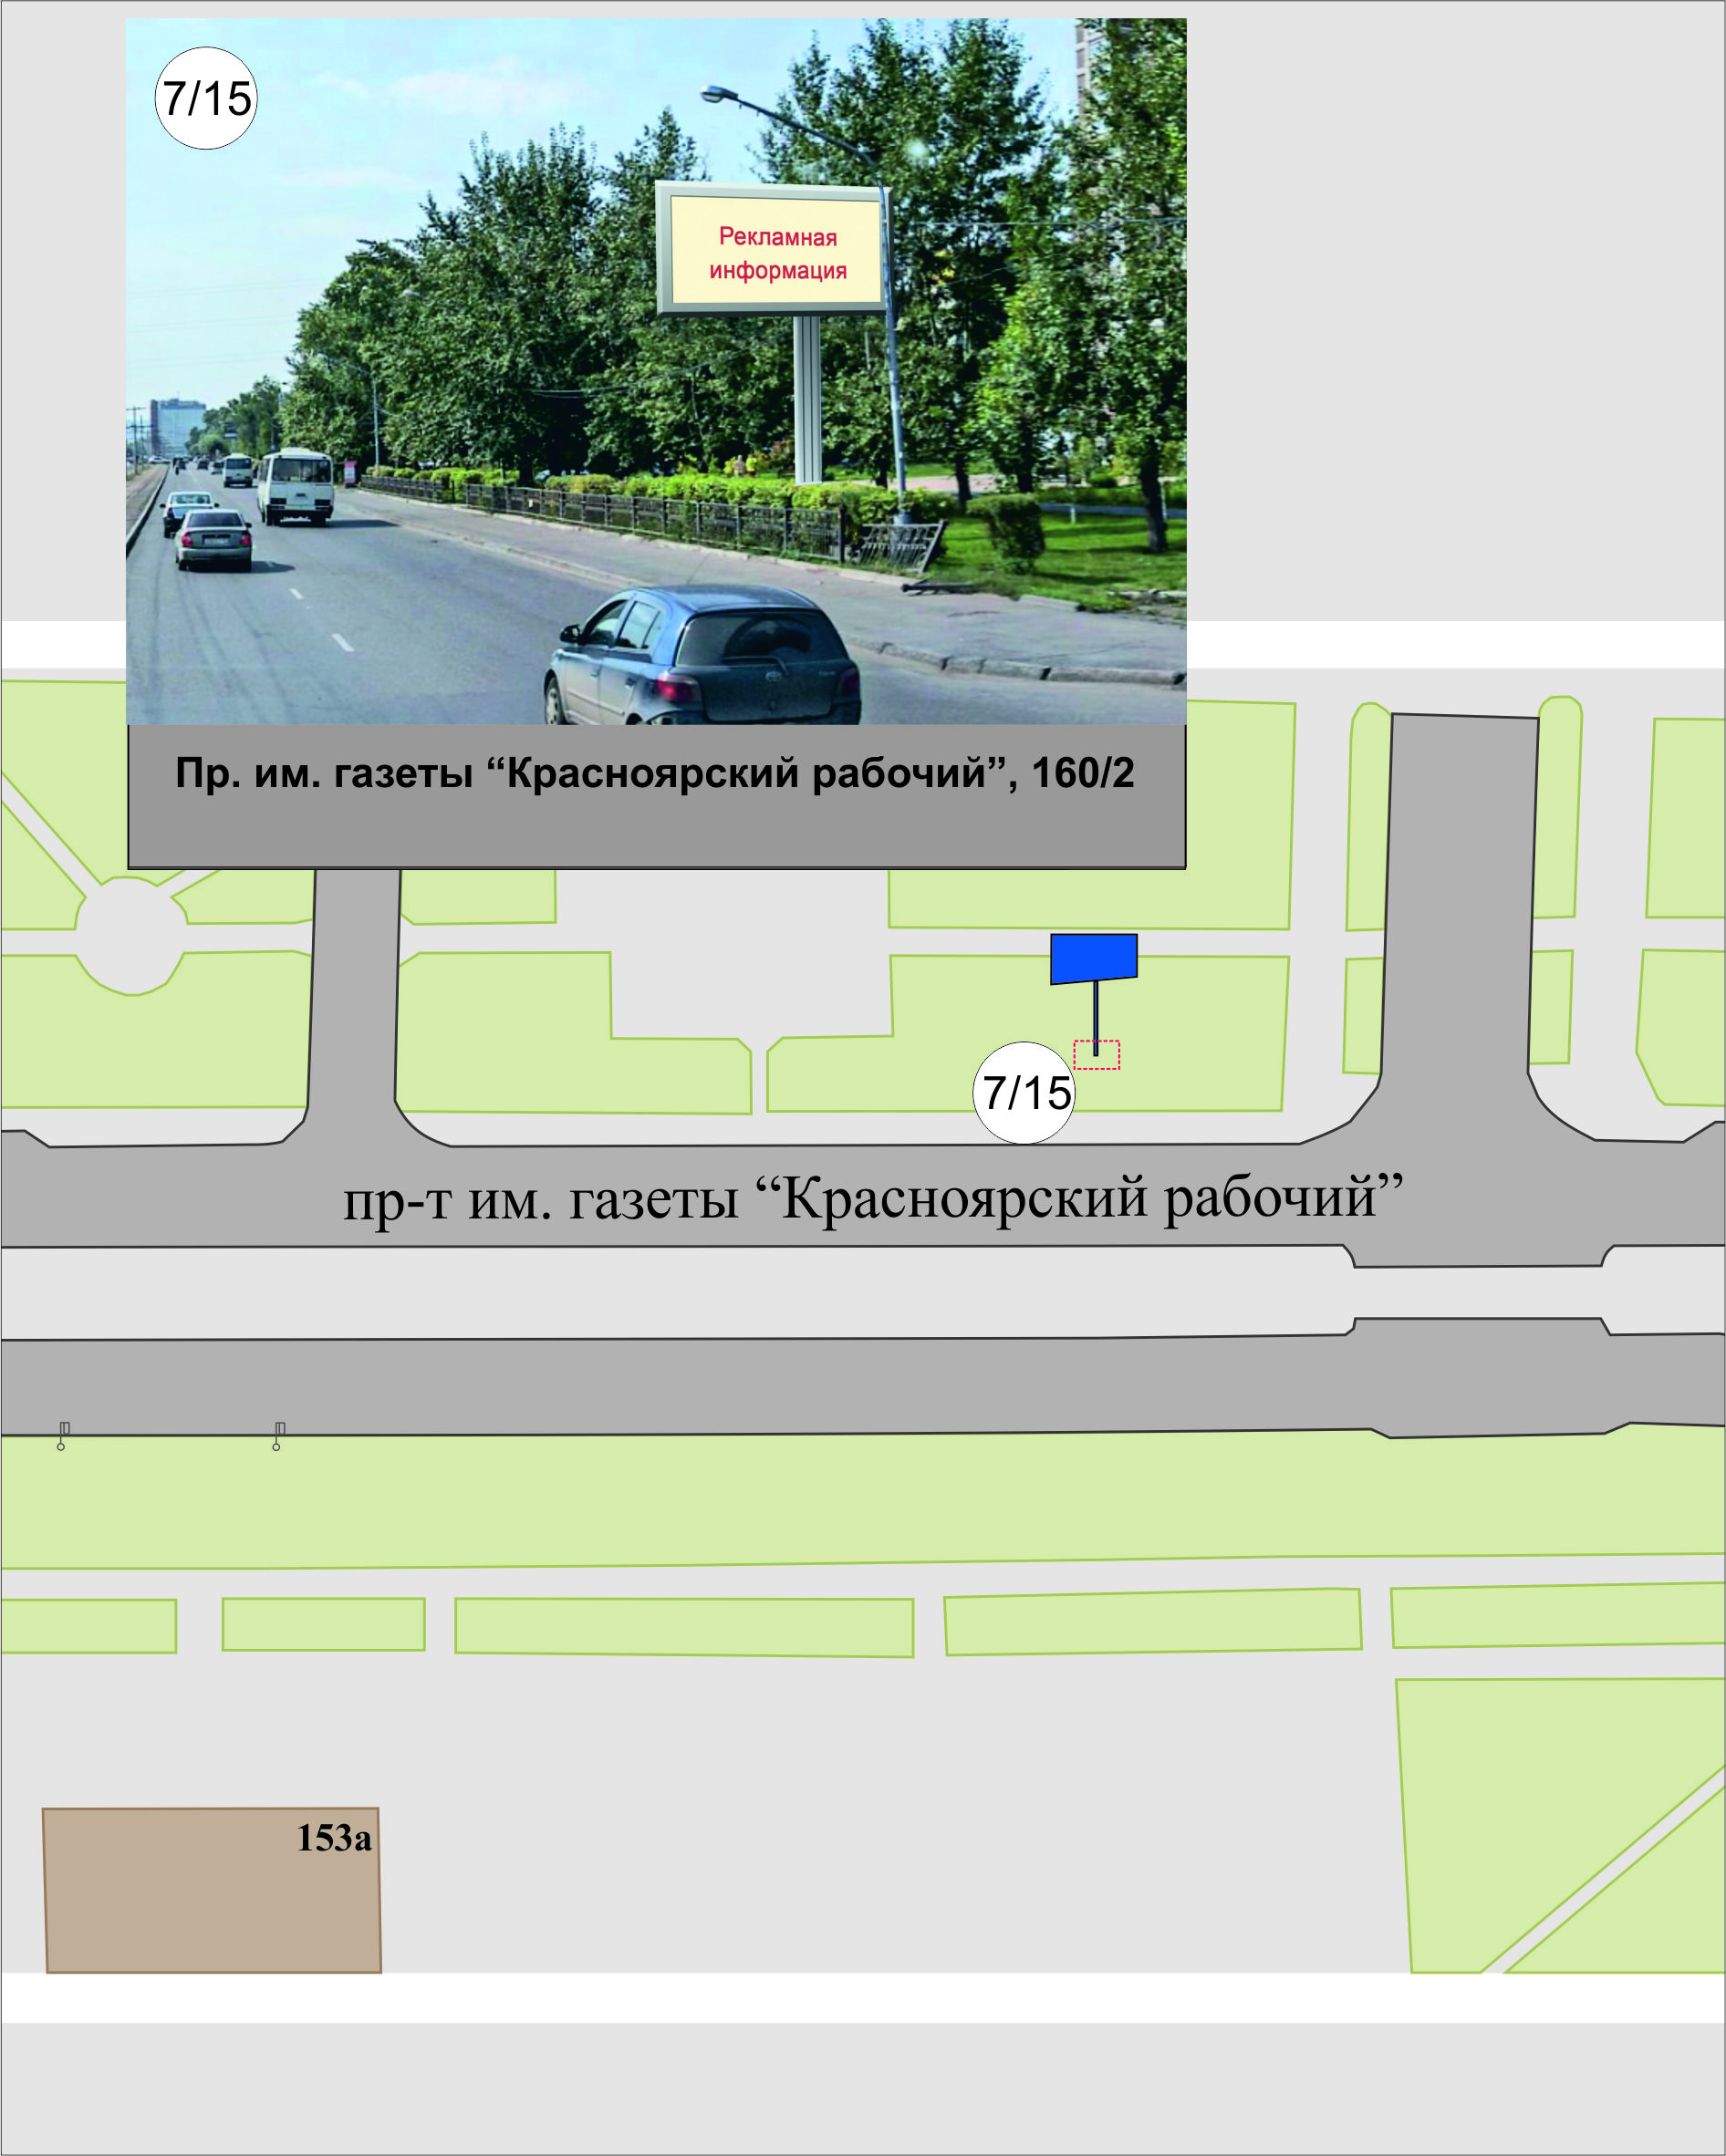 7/15
Рекламная
информация
Пр. им. газеты “Красноярский рабочий”, 160/2
7/15
пр-т им. газеты “Красноярский рабочий”
153а